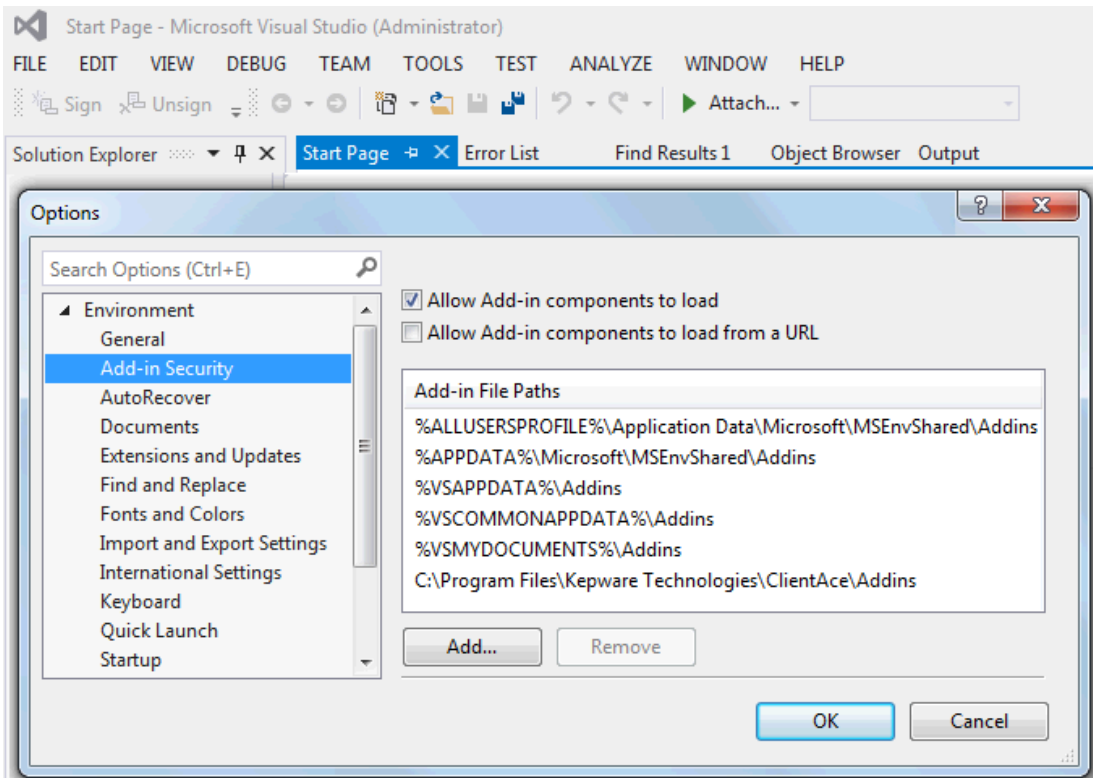 Start Page - Microsoft Visual Studio (Administrator)
FILE EDIT VIEW DEBUG TEAM TOOLS TEST ANALYZE WINDOW HELP
Sign Unsign Attach...
Solution Explorer Start Page Error List Find Results 1 Object Browser Output
Options
Search Options (Ctrl+E)
Environment
General
Add-in Security
AutoRecover
Documents
Extensions and Updates
Find and Replace
Fonts and Colors
Import and Export Settings
International Settings
Keyboard
Quick Launch
Startup
Allow Add-in components to load
Allow Add-in components to load from a URL
Add-in File Paths
%ALLUSERSPROFILE%\Application Data\Microsoft\MSEnvShared\Addins
%APPDATA%\Microsoft\MSEnvShared\Addins
%VSAPPDATA%\Addins
%VSCOMMONAPPDATA%\Addins
%VSMYDOCUMENTS%\Addins
C:\Program Files\Kepware Technologies\ClientAce\Addins
Add... Remove
OK Cancel